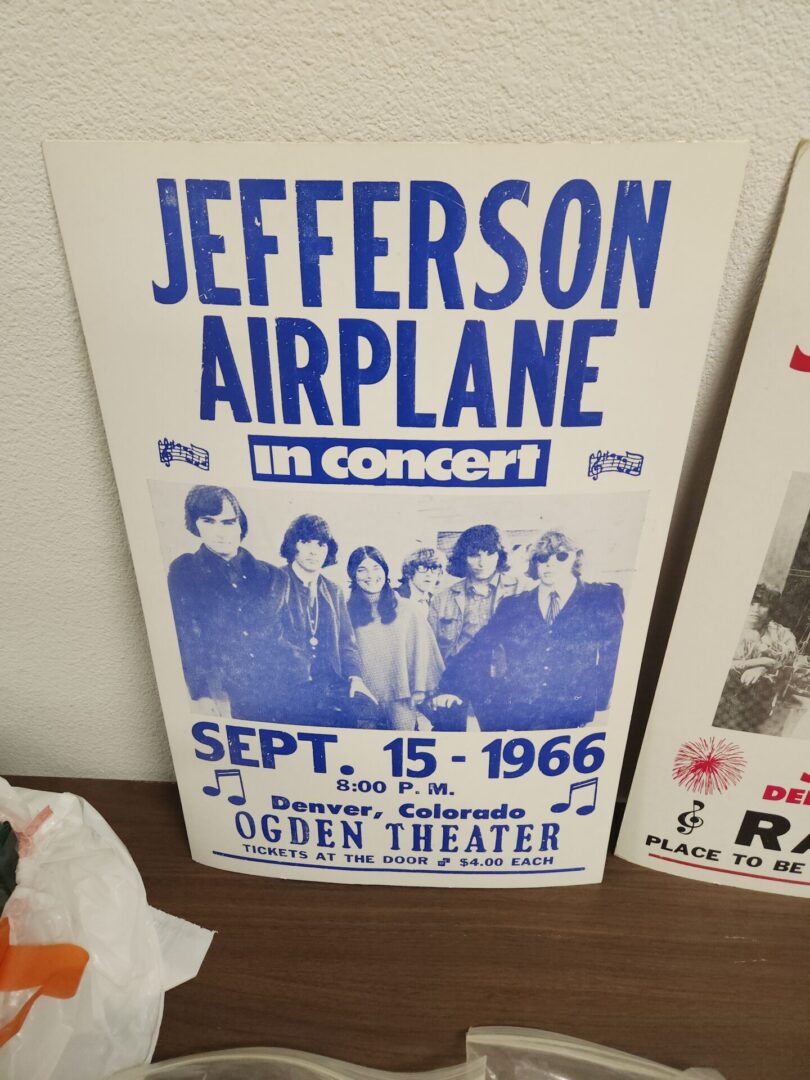 JEFFERSON
AIRPLANE
in concert
SEPT. 15 - 1966
8:00 P. M.
Denver, Colorado
OGDEN THEATER
TICKETS AT THE DOOR $4.00 EACH
PLACE TO BE